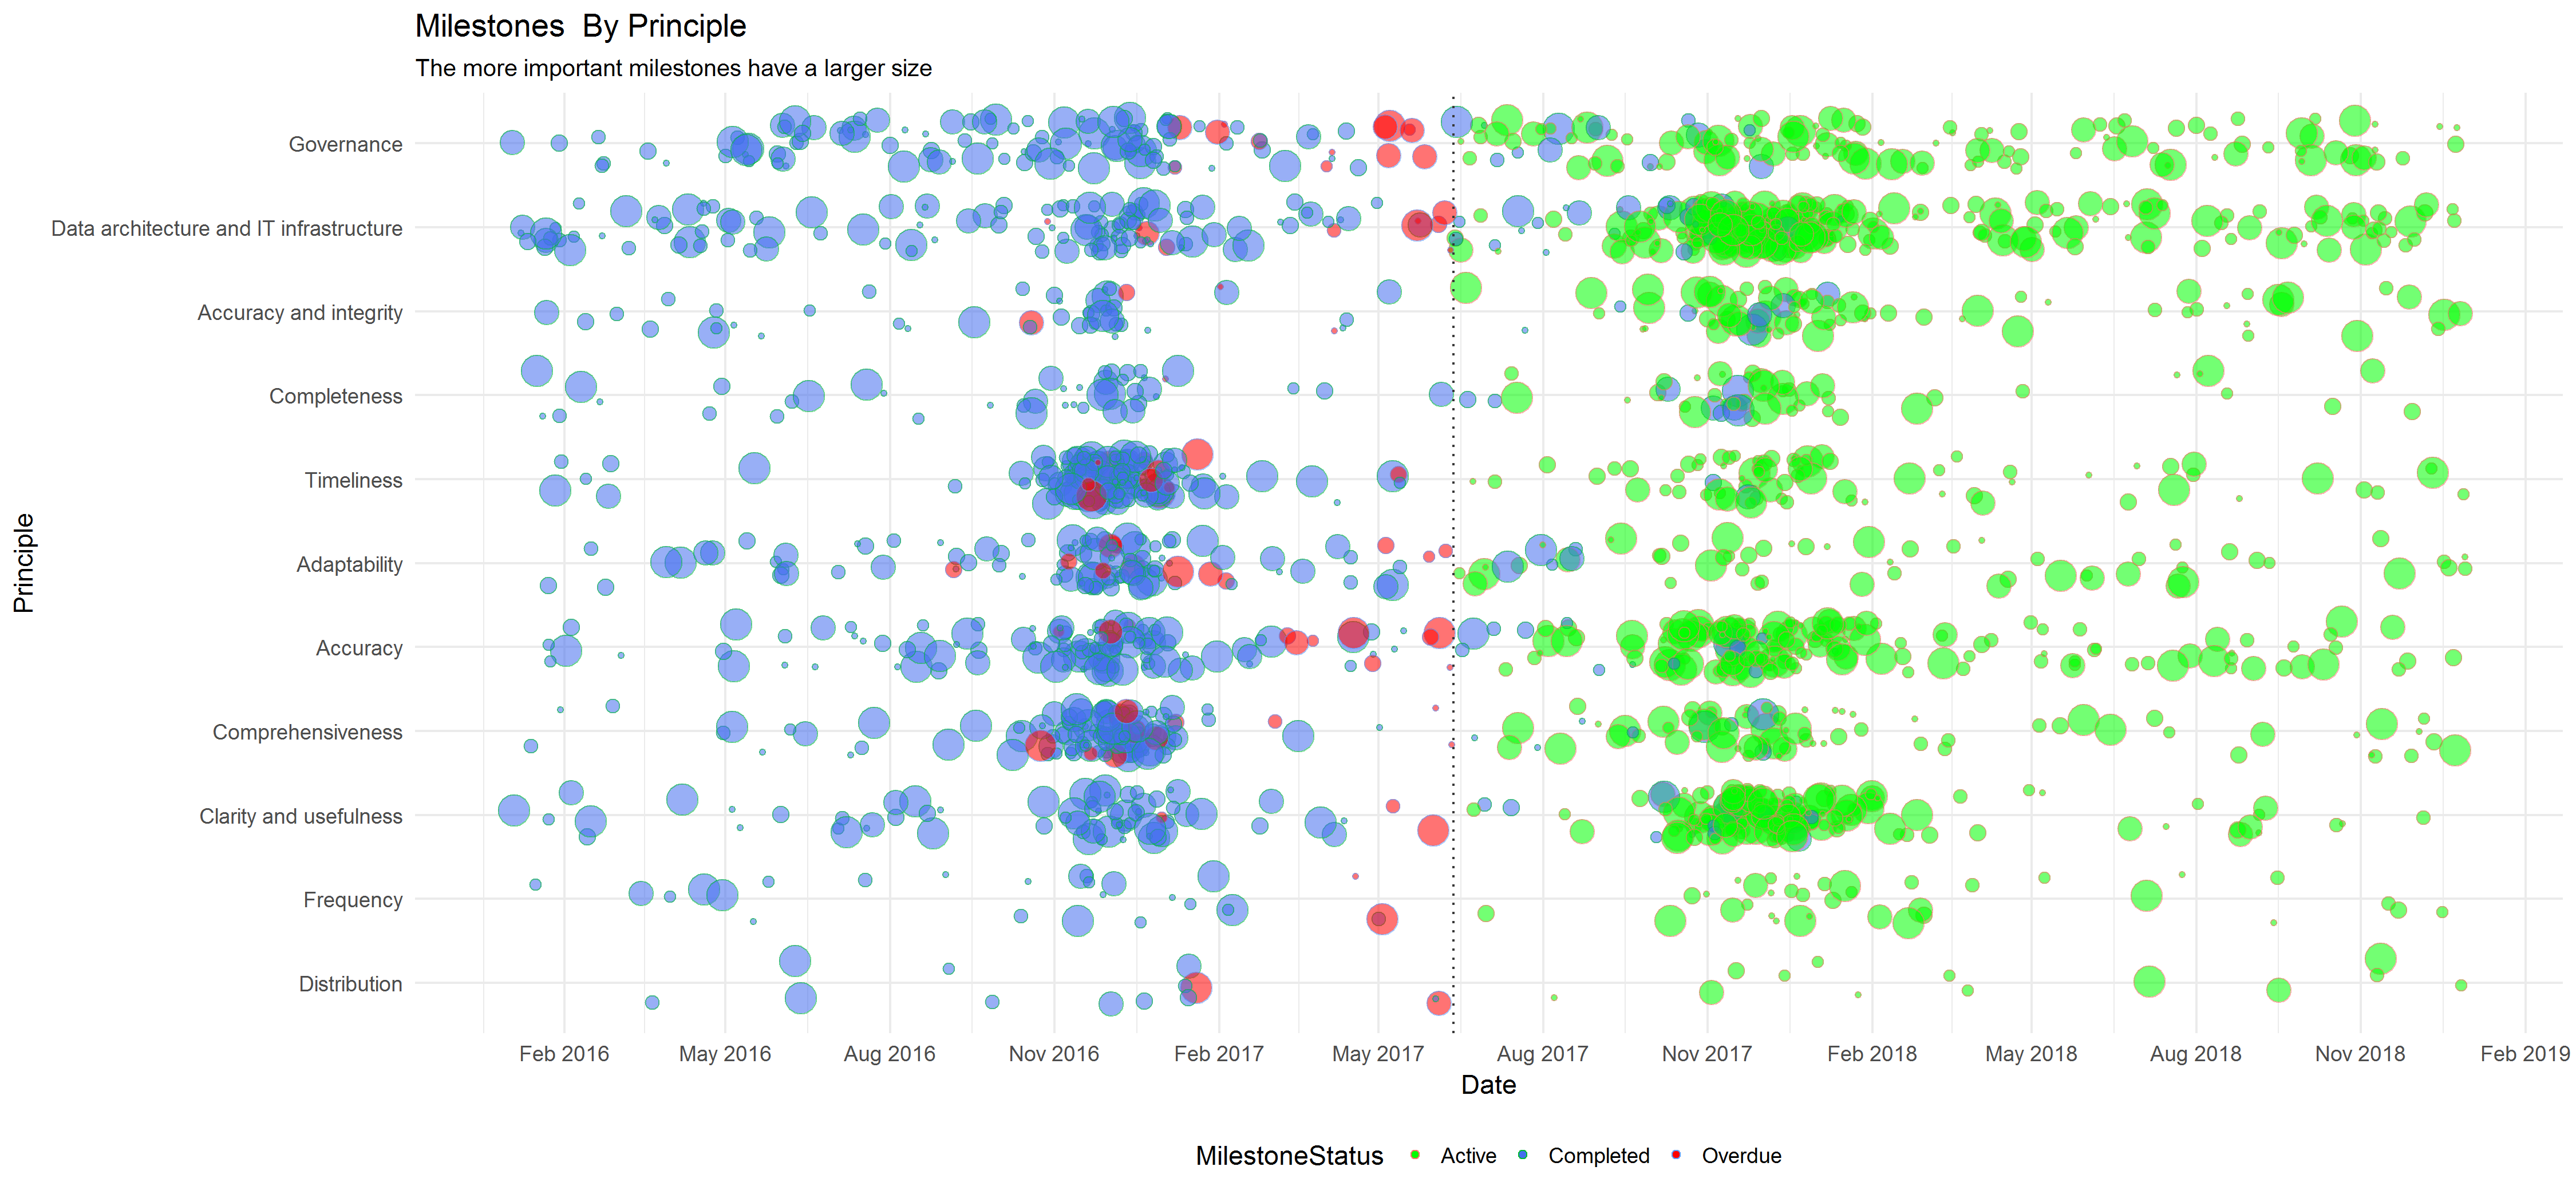 Milestones  By Principle
The more important milestones have a larger size
Principle
Governance
Data architecture and IT infrastructure
Accuracy and integrity
Completeness
Timeliness
Adaptability
Accuracy
Comprehensiveness
Clarity and usefulness
Frequency
Distribution
Feb 2016 May 2016 Aug 2016 Nov 2016 Feb 2017 May 2017 Aug 2017 Nov 2017 Feb 2018 May 2018 Aug 2018 Nov 2018 Feb 2019
Date
MilestoneStatus Active Completed Overdue